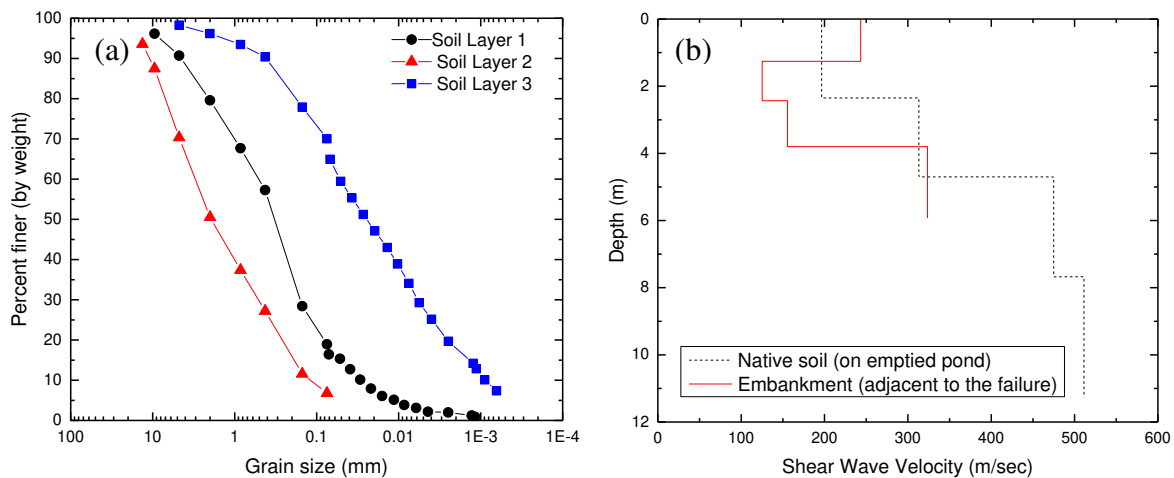 (a)
Soil Layer 1
Soil Layer 2
Soil Layer 3
100
90
80
70
60
50
40
30
20
10
0
Percent finer (by weight)
100 10 1 0.1 0.01 1E-3 1E-4
Grain size (mm)
(b)
0
2
4
6
8
10
12
Depth (m)
Native soil (on emptied pond)
Embankment (adjacent to the failure)
0 100 200 300 400 500 600
Shear Wave Velocity (m/sec)